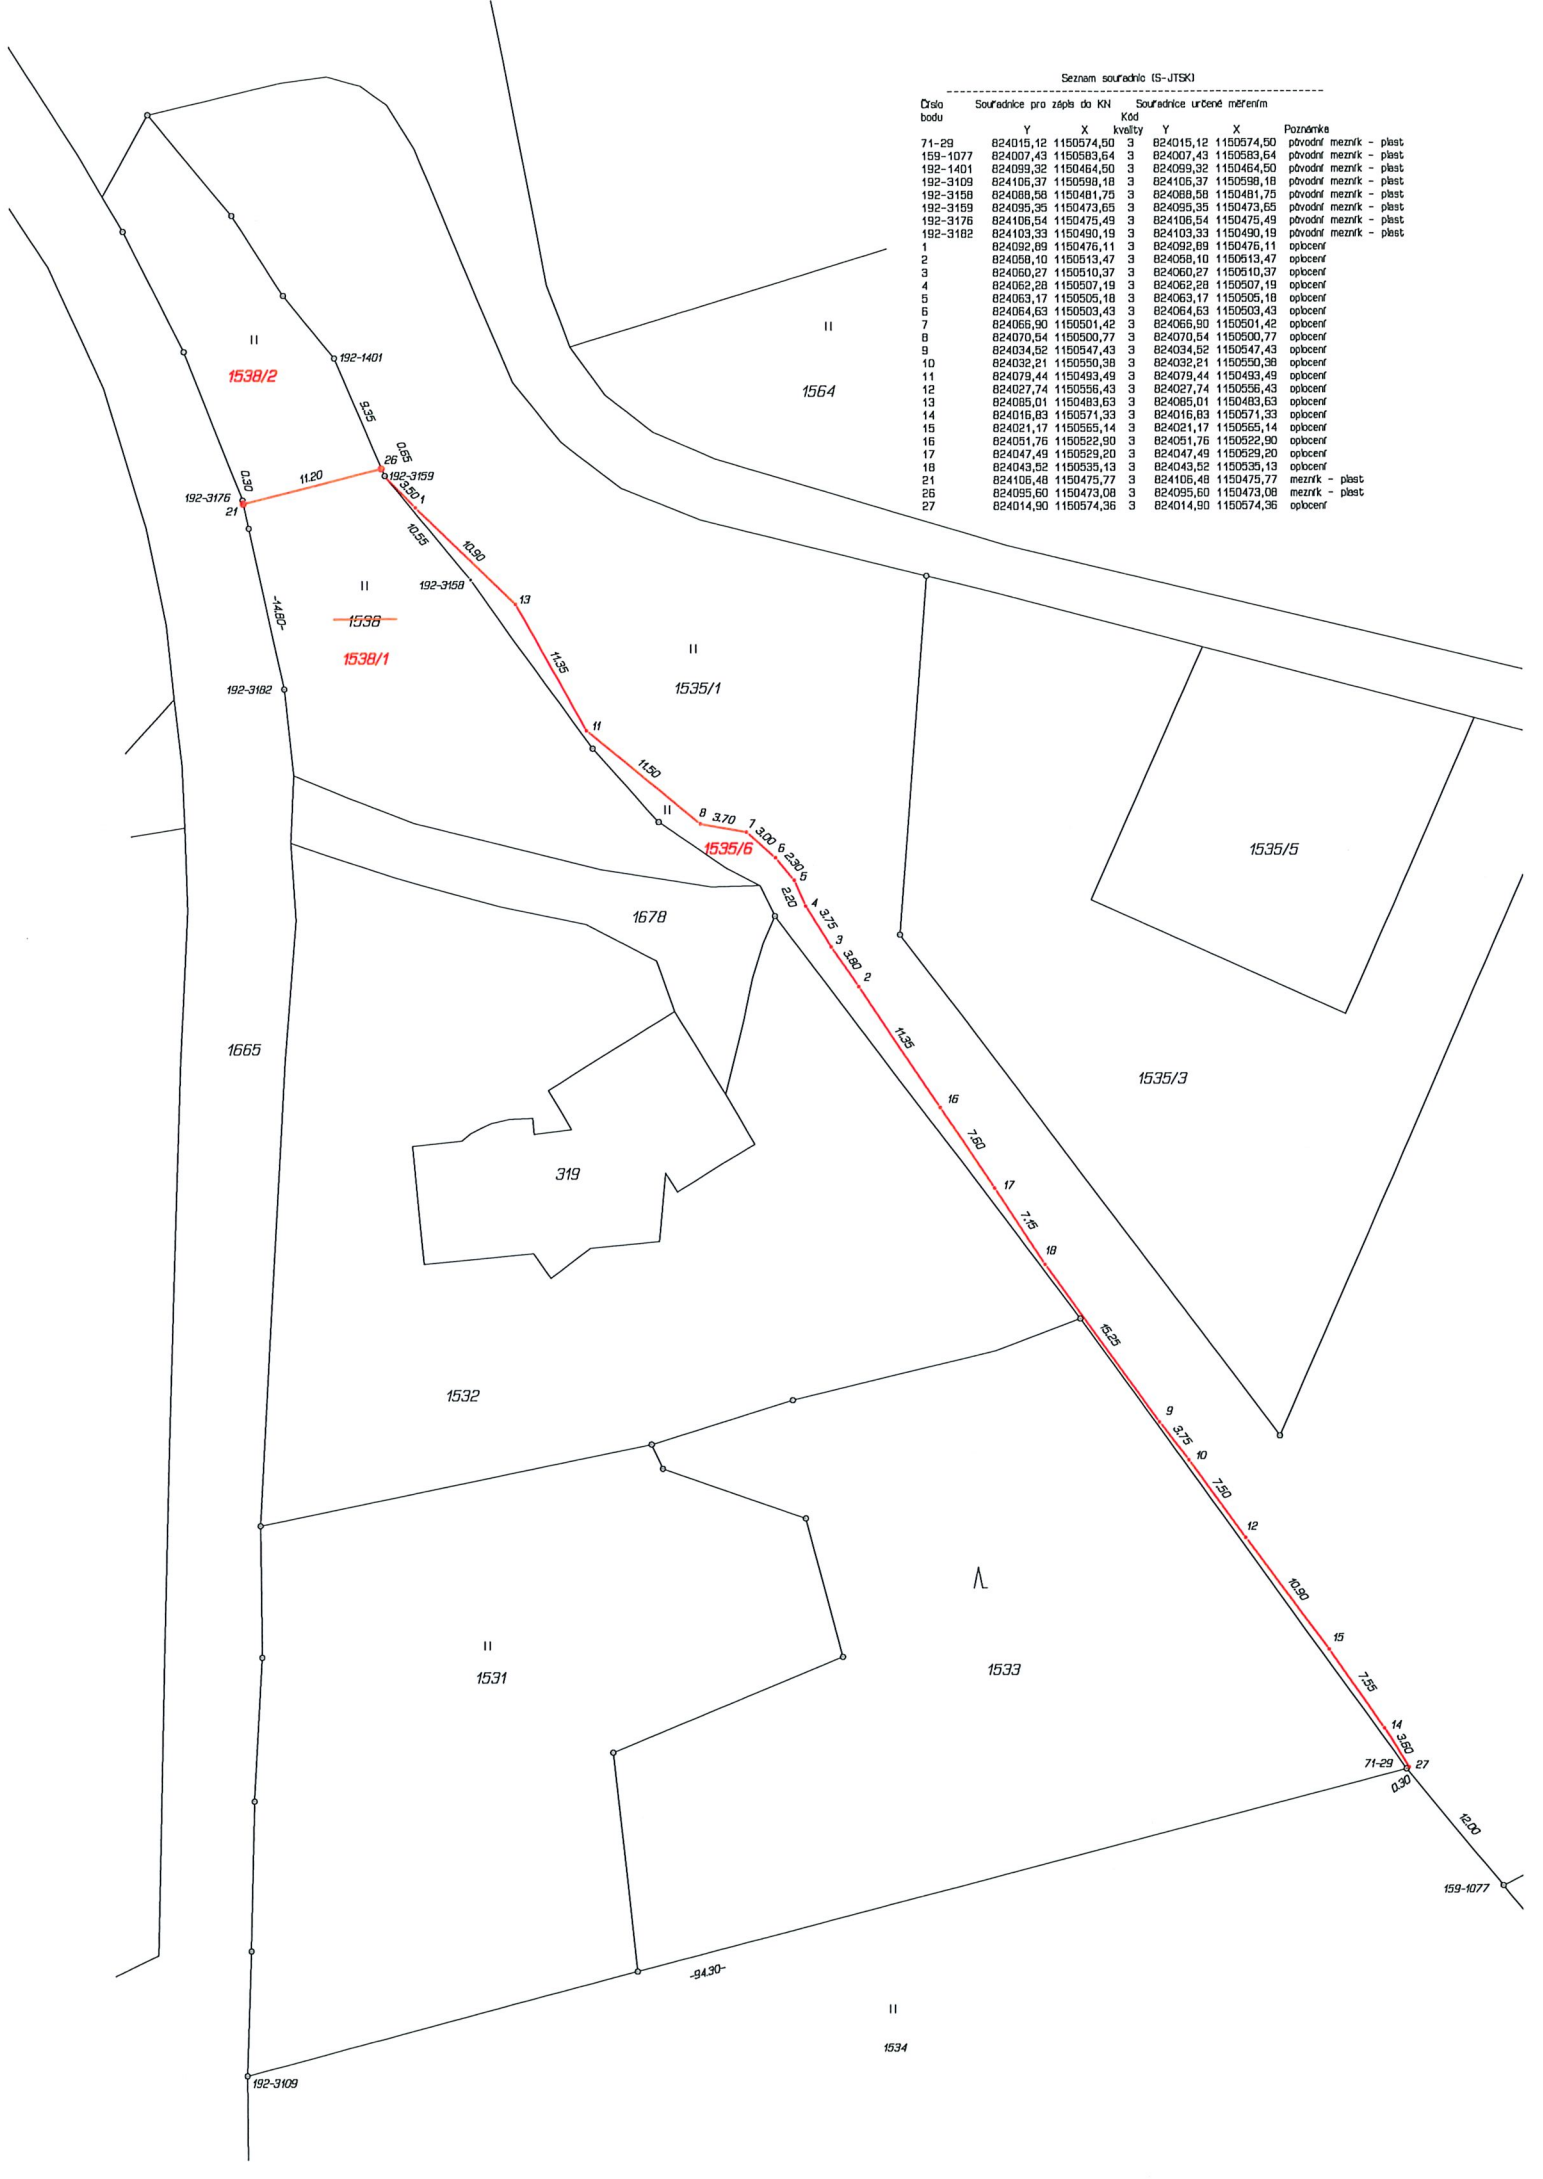 Seznam souřadnic (S-JTSK)
Číslo Souřadnice pro zápis do KN Souřadnice určené měřením
bodu Kód
Y X kvality Y X Poznámka
71-29 824015,12 1150574,50 3 824015,12 1150574,50 původní mezník - plast
159-1077 824007,43 1150583,64 3 824007,43 1150583,64 původní mezník - plast
192-1401 824099,32 1150464,50 3 824099,32 1150464,50 původní mezník - plast
192-3109 824106,37 1150598,18 3 824106,37 1150598,18 původní mezník - plast
192-3158 824088,58 1150481,75 3 824088,58 1150481,75 původní mezník - plast
192-3159 824095,35 1150473,65 3 824095,35 1150473,65 původní mezník - plast
192-3176 824106,54 1150475,49 3 824106,54 1150475,49 původní mezník - plast
192-3182 824103,33 1150490,19 3 824103,33 1150490,19 původní mezník - plast
1 824092,89 1150476,11 3 824092,89 1150476,11 oplocení
2 824058,10 1150513,47 3 824058,10 1150513,47 oplocení
3 824060,27 1150510,37 3 824060,27 1150510,37 oplocení
4 824062,28 1150507,19 3 824062,28 1150507,19 oplocení
5 824063,17 1150505,18 3 824063,17 1150505,18 oplocení
6 824064,63 1150503,43 3 824064,63 1150503,43 oplocení
7 824066,90 1150501,42 3 824066,90 1150501,42 oplocení
8 824070,54 1150500,77 3 824070,54 1150500,77 oplocení
9 824034,52 1150547,43 3 824034,52 1150547,43 oplocení
10 824032,21 1150550,38 3 824032,21 1150550,38 oplocení
11 824079,44 1150493,49 3 824079,44 1150493,49 oplocení
12 824027,74 1150556,43 3 824027,74 1150556,43 oplocení
13 824085,01 1150483,63 3 824085,01 1150483,63 oplocení
14 824016,83 1150571,33 3 824016,83 1150571,33 oplocení
15 824021,17 1150565,14 3 824021,17 1150565,14 oplocení
16 824051,76 1150522,90 3 824051,76 1150522,90 oplocení
17 824047,49 1150529,20 3 824047,49 1150529,20 oplocení
18 824043,52 1150535,13 3 824043,52 1150535,13 oplocení
21 824106,48 1150475,77 3 824106,48 1150475,77 mezník - plast
26 824095,60 1150473,08 3 824095,60 1150473,08 mezník - plast
27 824014,90 1150574,36 3 824014,90 1150574,36 oplocení
II
1538/2
192-1401
9.35
II
1564
0.65
26
192-3159
0.30
11.20
192-3176
21
3.50
1
10.55
10.90
192-3158
13
-14.80-
II
1538
1538/1
11.35
II
1535/1
192-3182
11
11.50
II
8
3.70
7
3.00
6
2.30
5
1535/6
2.20
4
3.75
3
3.80
2
1535/5
1678
11.35
1665
1535/3
16
7.60
319
17
7.15
18
15.25
1532
9
3.75
10
7.50
12
10.90
II
1531
15
1533
7.55
14
3.60
71-29
27
0.30
12.00
159-1077
-94.30-
II
1534
192-3109